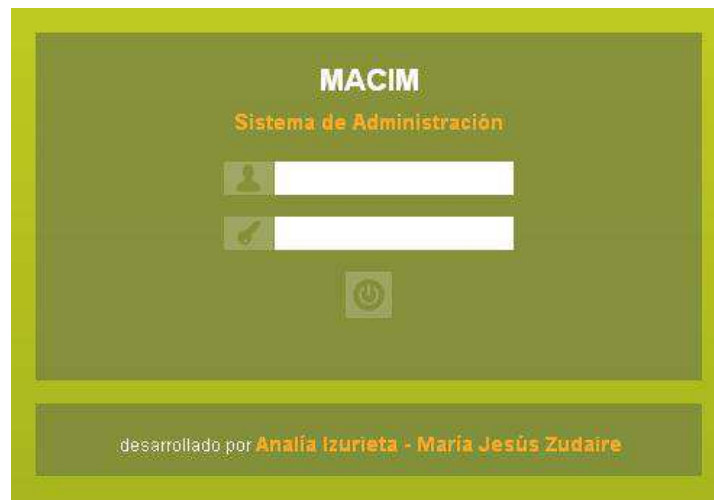 MACIM
Sistema de Administración
desarrollado por Analía Izurieta - María Jesús Zudaire